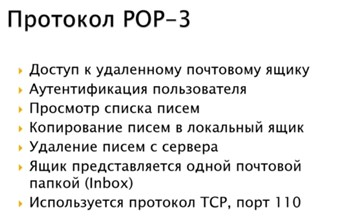 Протокол POP-3
Доступ к удаленному почтовому ящику
Аутентификация пользователя
Просмотр списка писем
Копирование писем в локальный ящик
Удаление писем с сервера
Ящик представляется одной почтовой
папкой (Inbox)
Используется протокол TCP, порт 110